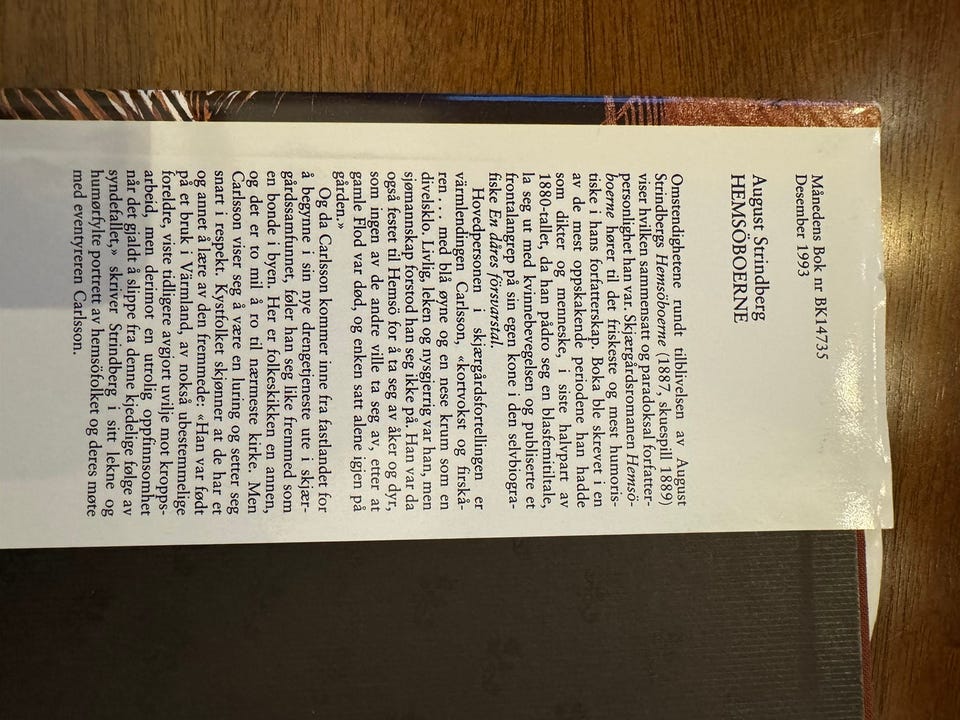 Månedens Bok nr BK14735
Desember 1993
August Strindberg
HEMSÖBOERNE
Omstendighetene rundt tilblivelsen av August
Strindbergs Hemsöboerne (1887, skuespill 1889)
viser hvilken sammensatt og paradoksal forfatter-
personlighet han var. Skjærgårdsromanen Hemsö-
boerne hører til det friskeste og mest humoris-
tiske i hans forfatterskap. Boka ble skrevet i en
av de mest oppskakende periodene han hadde
som dikter og menneske, i siste halvpart av
1880-tallet, da han pådro seg en blasfemitiltale,
la seg ut med kvinnebevegelsen og publiserte et
frontalangrep på sin egen kone i den selvbiogra-
fiske En dåres försvarstal.
Hovedpersonen i skjærgårdsfortellingen er
värmlendingen Carlsson, «kortvokst og firskå-
ren . . . med blå øyne og en nese krum som en
divelsklo. Livlig, leken og nysgjerrig var han, men
sjømannskap forstod han seg ikke på. Han var da
også festet til Hemsö for å ta seg av åker og dyr,
som ingen av de andre ville ta seg av, etter at
gamle Flod var død, og enken satt alene igjen på
gården.»
Og da Carlsson kommer inne fra fastlandet for
å begynne i sin nye drengetjeneste ute i skjær-
gårdssamfunnet, føler han seg like fremmed som
en bonde i byen. Her er folkeskikken en annen,
og det er to mil å ro til nærmeste kirke. Men
Carlsson viser seg å være en luring og setter seg
snart i respekt. Kystfolket skjønner at de har et
og annet å lære av den fremmede: «Han var født
på et bruk i Värmland, av nokså ubestemmelige
foreldre, viste tidligere avgjort uvilje mot kropps-
arbeid, men derimot en utrolig oppfinnsomhet
når det gjaldt å slippe fra denne kjedelige følge av
syndefallet,» skriver Strindberg i sitt lekne og
humørfylte portrett av hemsöfolket og deres møte
med eventyreren Carlsson.